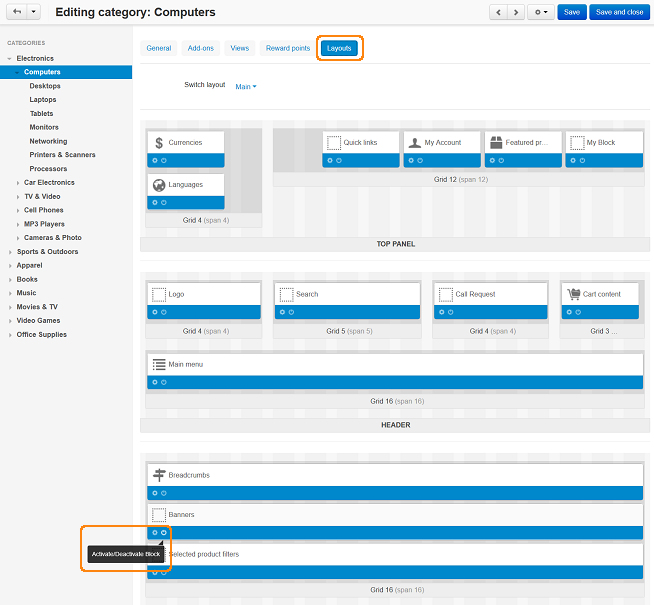 Editing category: Computers
Save
Save and close
CATEGORIES
Electronics
Computers
Desktops
Laptops
Tablets
Monitors
Networking
Printers & Scanners
Processors
Car Electronics
TV & Video
Cell Phones
MP3 Players
Cameras & Photo
Sports & Outdoors
Apparel
Books
Music
Movies & TV
Video Games
Office Supplies
General Add-ons Views Reward points Layouts
Switch layout Main
Currencies
Languages
Grid 4 (span 4)
Quick links My Account Featured pr... My Block
Grid 12 (span 12)
TOP PANEL
Logo Search Call Request Cart content
Grid 4 (span 4) Grid 5 (span 5) Grid 4 (span 4) Grid 3 ...
Main menu
Grid 16 (span 16)
HEADER
Breadcrumbs
Banners
Activate/Deactivate block
Selected product filters
Grid 16 (span 16)